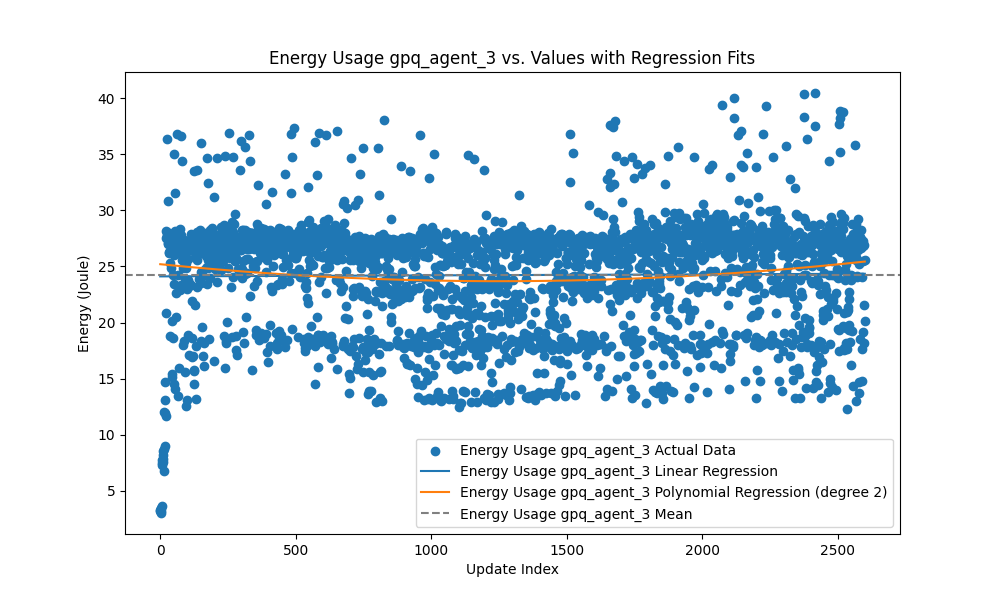 Energy Usage gpq_agent_3 vs. Values with Regression Fits
40
35
30
25
20
15
10
5
Energy (Joule)
0
500
1000
1500
2000
2500
Update Index
Energy Usage gpq_agent_3 Actual Data
Energy Usage gpq_agent_3 Linear Regression
Energy Usage gpq_agent_3 Polynomial Regression (degree 2)
Energy Usage gpq_agent_3 Mean